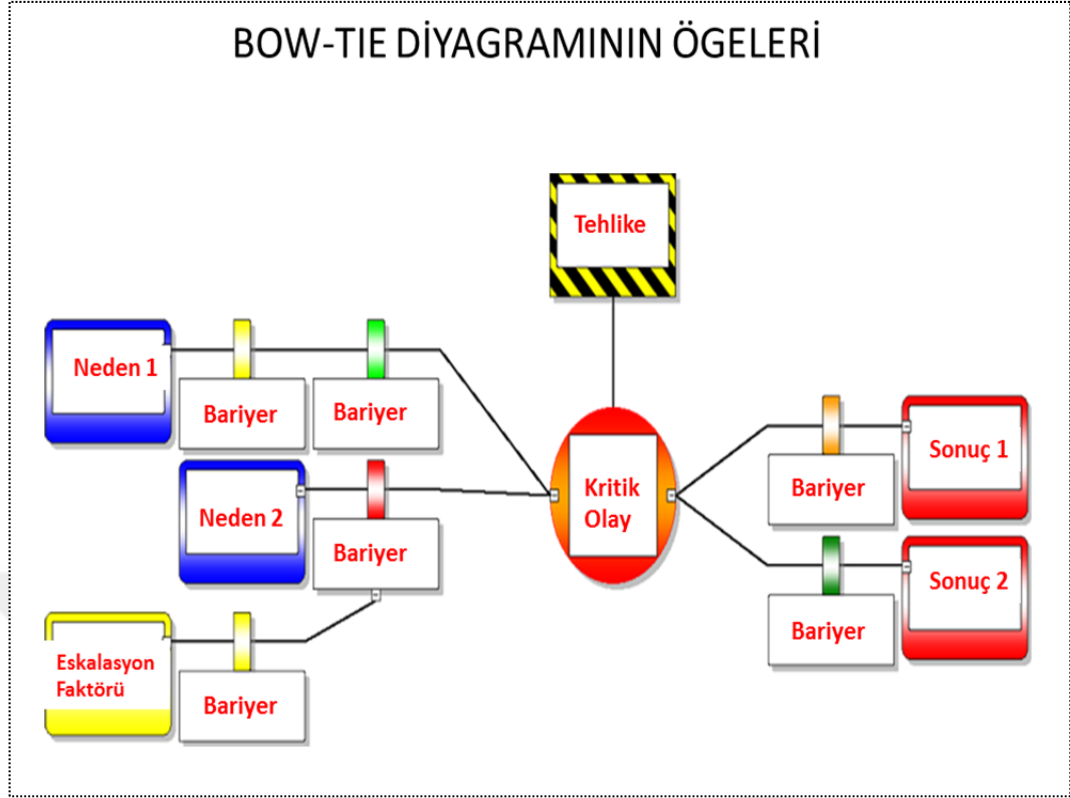 BOW-TIE DİYAGRAMININ ÖGELERİ
Tehlike
Neden 1
Bariyer
Bariyer
Neden 2
Bariyer
Eskalasyon
Faktörü
Bariyer
Kritik
Olay
Bariyer
Sonuç 1
Bariyer
Sonuç 2